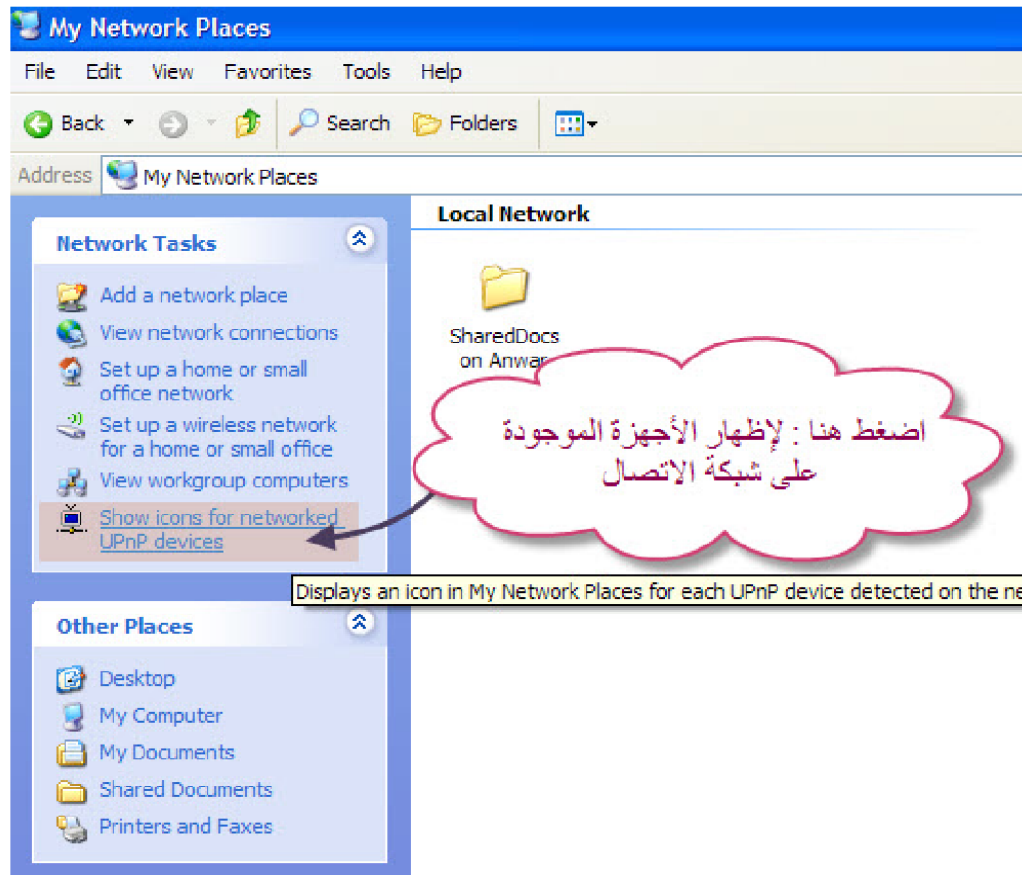 My Network Places
File Edit View Favorites Tools Help
Back Search Folders
Address My Network Places
Network Tasks
Add a network place
View network connections
Set up a home or small
office network
Set up a wireless network
for a home or small office
View workgroup computers
Show icons for networked
UPnP devices
Other Places
Desktop
My Computer
My Documents
Shared Documents
Printers and Faxes
Local Network
SharedDocs
on Anwar
اضغط هنا : لإظهار الأجهزة الموجودة
على شبكة الاتصال
Displays an icon in My Network Places for each UPnP device detected on the ne